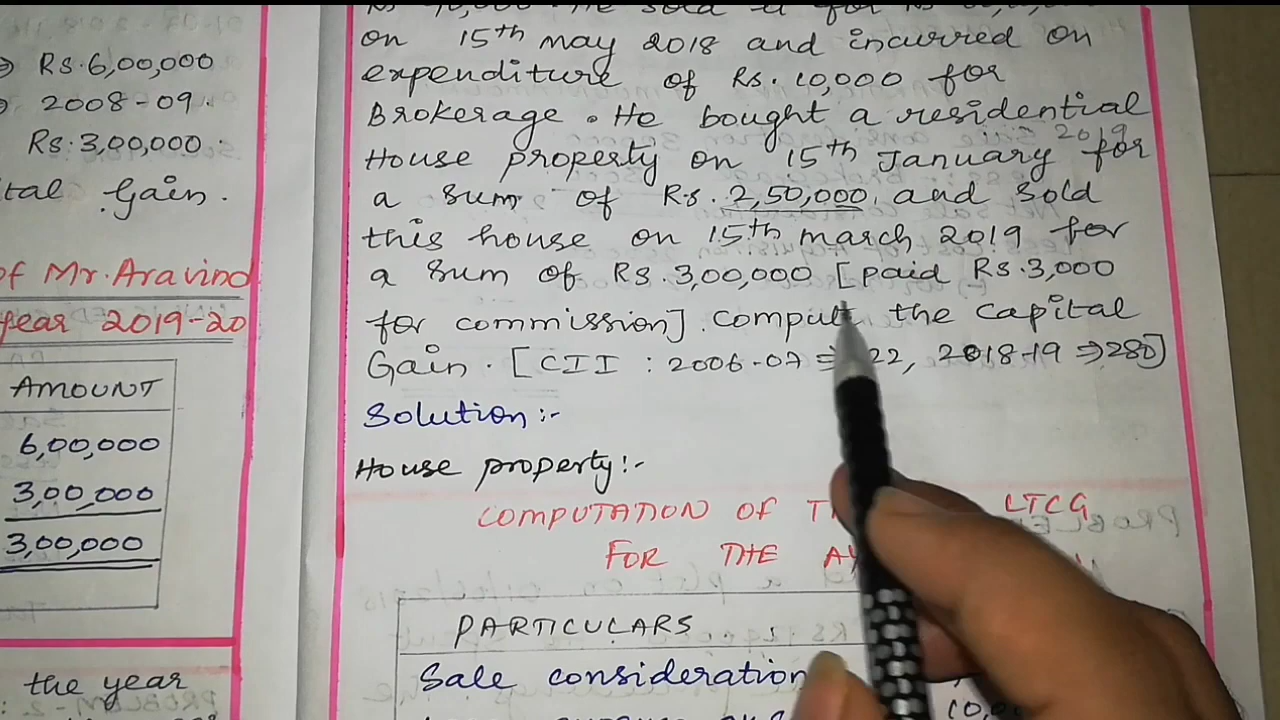 Rs.6,00,000
2008-09.
Rs.3,00,000.
tal Gain.
of Mr.Aravind
year 2019-20
AMOUNT
6,00,000
3,00,000
3,00,000
the year
on 15th may 2018 and incurred on
expenditure of Rs.10,000 for
Brokerage. He bought a residential
House property on 15th January 2019 for
a sum of Rs.2,50,000 and sold
this house on 15th march 2019 for
a sum of Rs.3,00,000 [paid Rs.3,000
for commission]. Compute the capital
Gain. [CII : 2006-07 22, 2018-19 ⇒280]
Solution:-
House property:-
COMPUTATION OF LTCG
FOR THE
PARTICULARS
Sale consideration